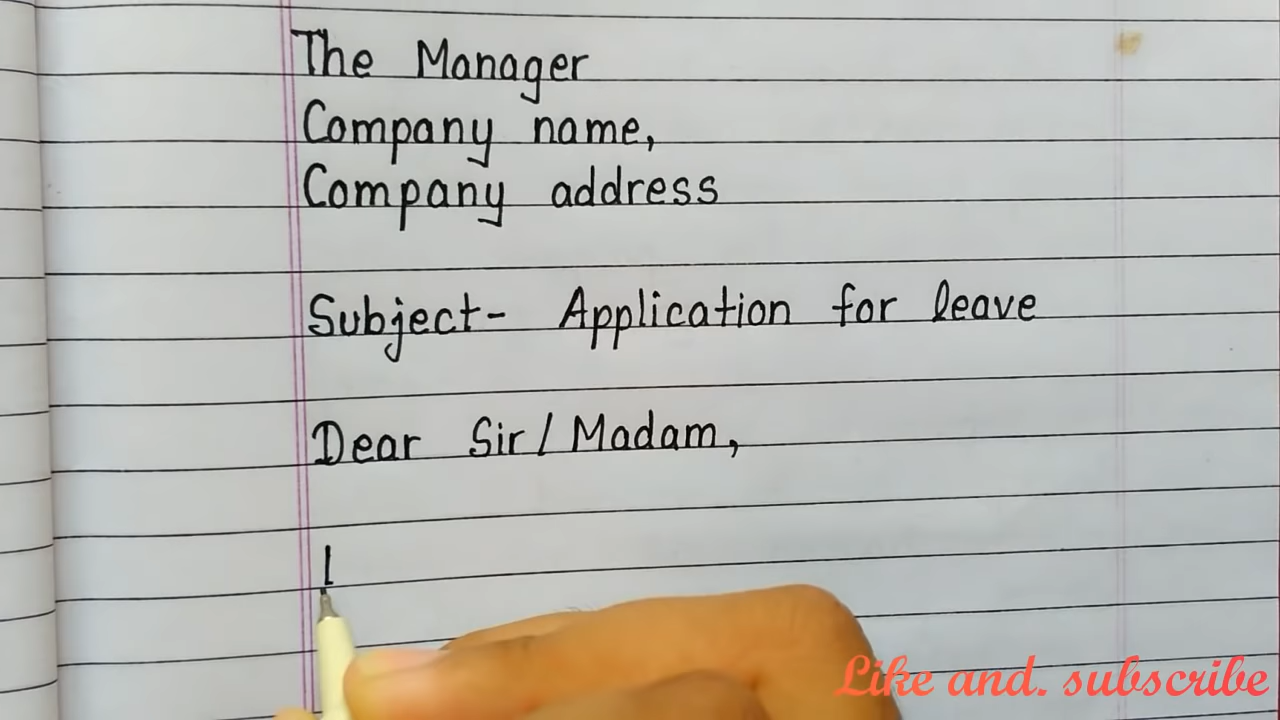 The Manager
Company name,
Company address
Subject- Application for leave
Dear Sir/Madam,
I
Like and. subscribe